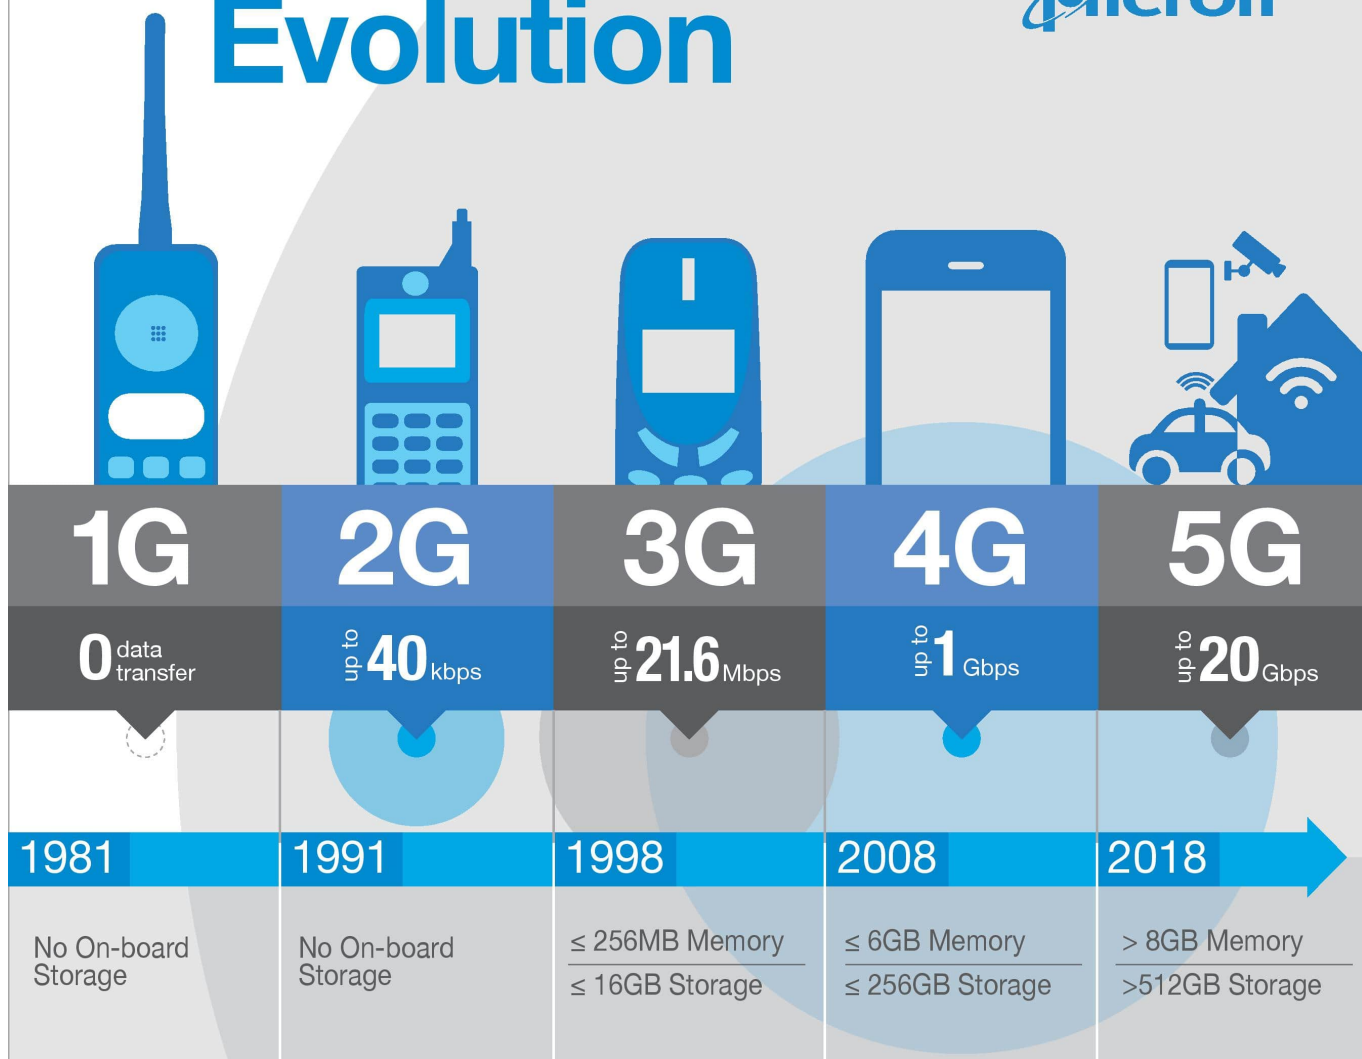 Evolution
Micron
1G
2G
3G
4G
5G
0 data transfer
up to 40 kbps
up to 21.6 Mbps
up to 1 Gbps
up to 20 Gbps
1981
1991
1998
2008
2018
No On-board
Storage
No On-board
Storage
≤ 256MB Memory
≤ 16GB Storage
≤ 6GB Memory
≤ 256GB Storage
> 8GB Memory
>512GB Storage